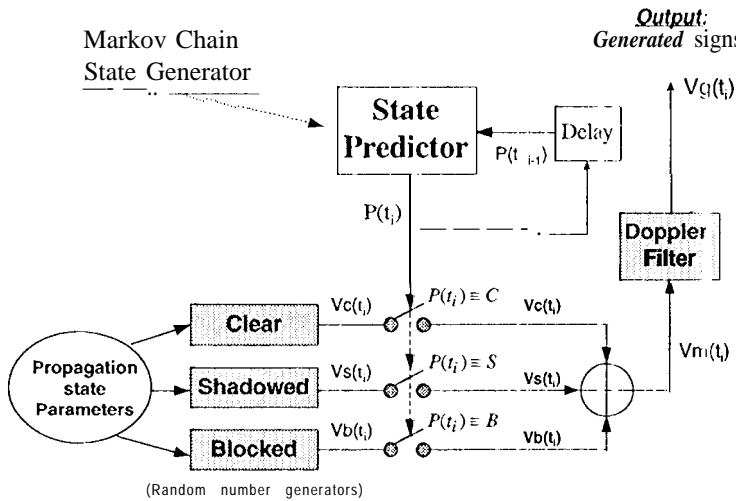 Output:
Generated signs
Markov Chain
State Generator
Vg(ti)
State
Predictor
Delay
P(t i-1)
P(ti)
Doppler
Filter
Vc(ti)
P(ti) ≡ C
Vc(ti)
Clear
Vm(ti)
Propagation
state
Parameters
Vs(ti)
P(ti) ≡ S
Vs(ti)
Shadowed
Vb(ti)
P(ti) ≡ B
Vb(ti)
Blocked
(Random number generators)